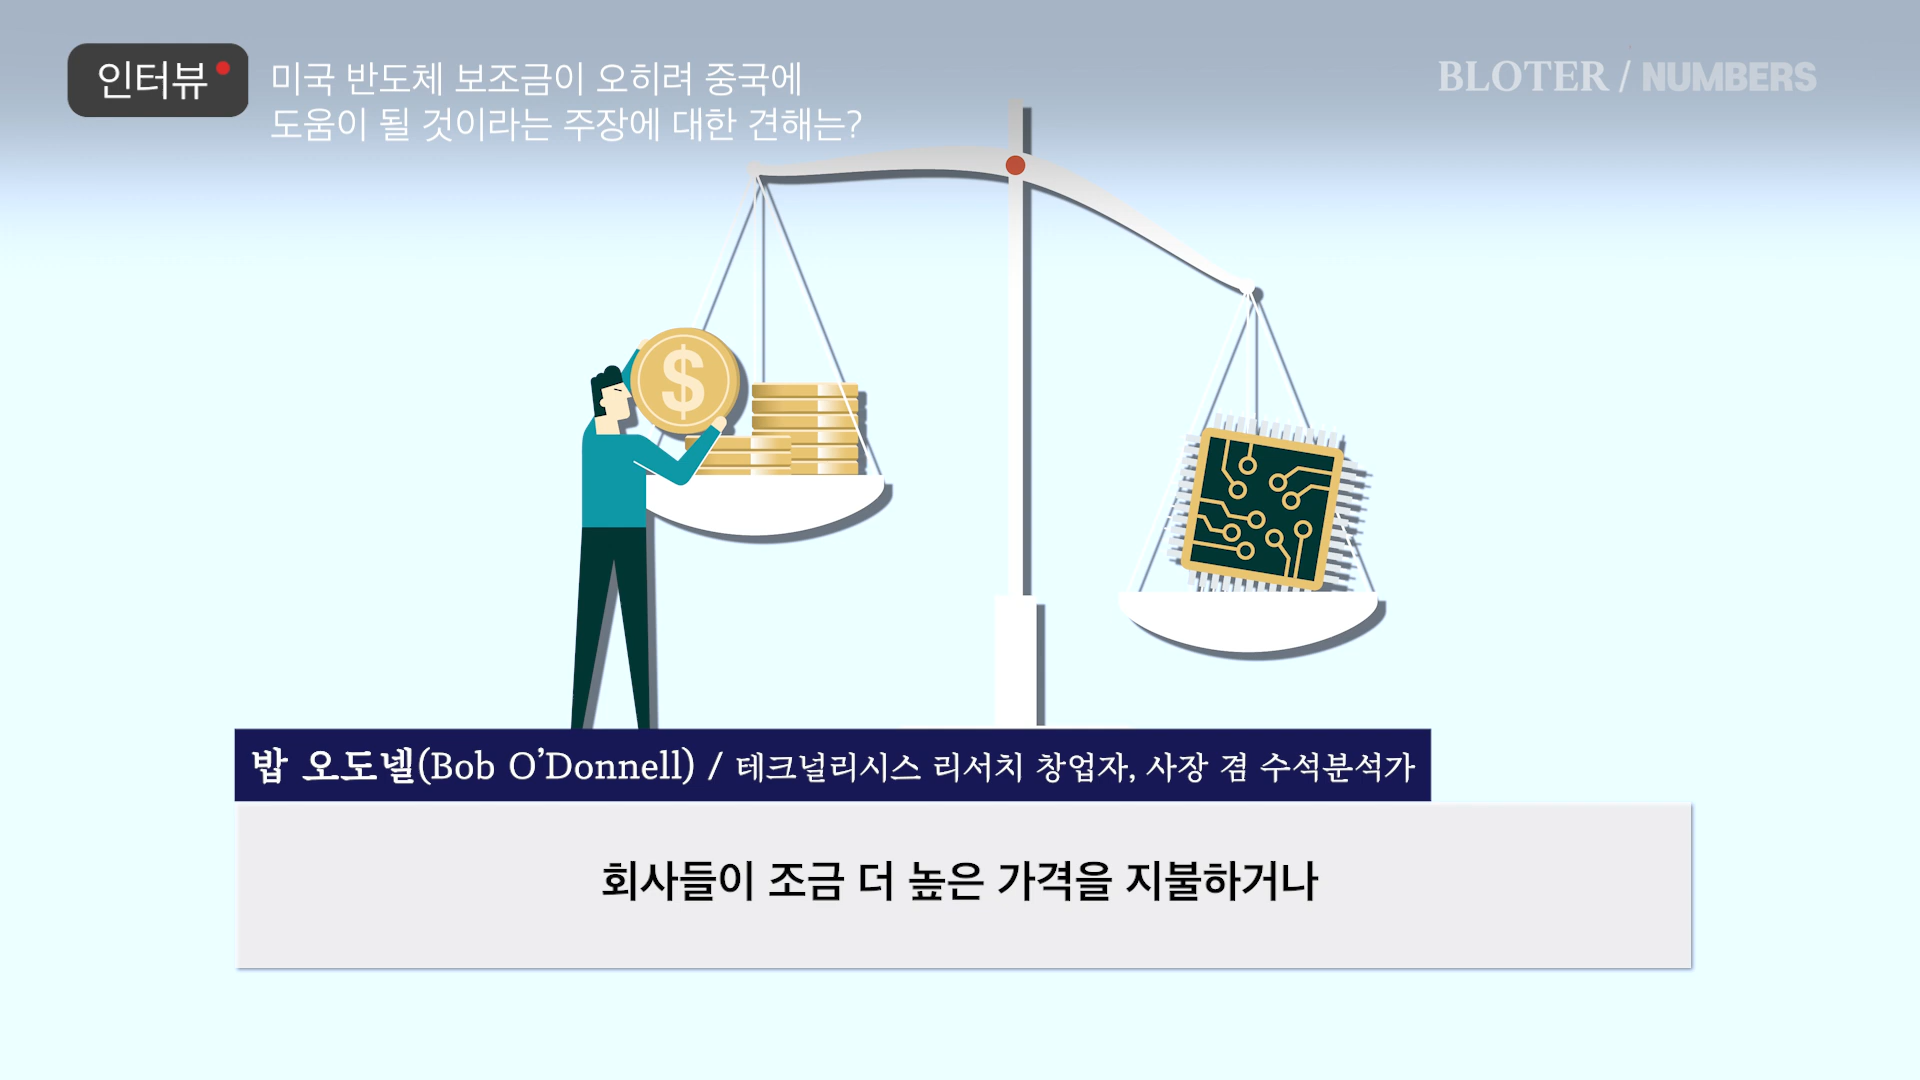 인터뷰
미국 반도체 보조금이 오히려 중국에
도움이 될 것이라는 주장에 대한 견해는?
BLOTER / NUMBERS
$
밥 오도넬(Bob O’Donnell) / 테크널리시스 리서치 창업자, 사장 겸 수석분석가
회사들이 조금 더 높은 가격을 지불하거나